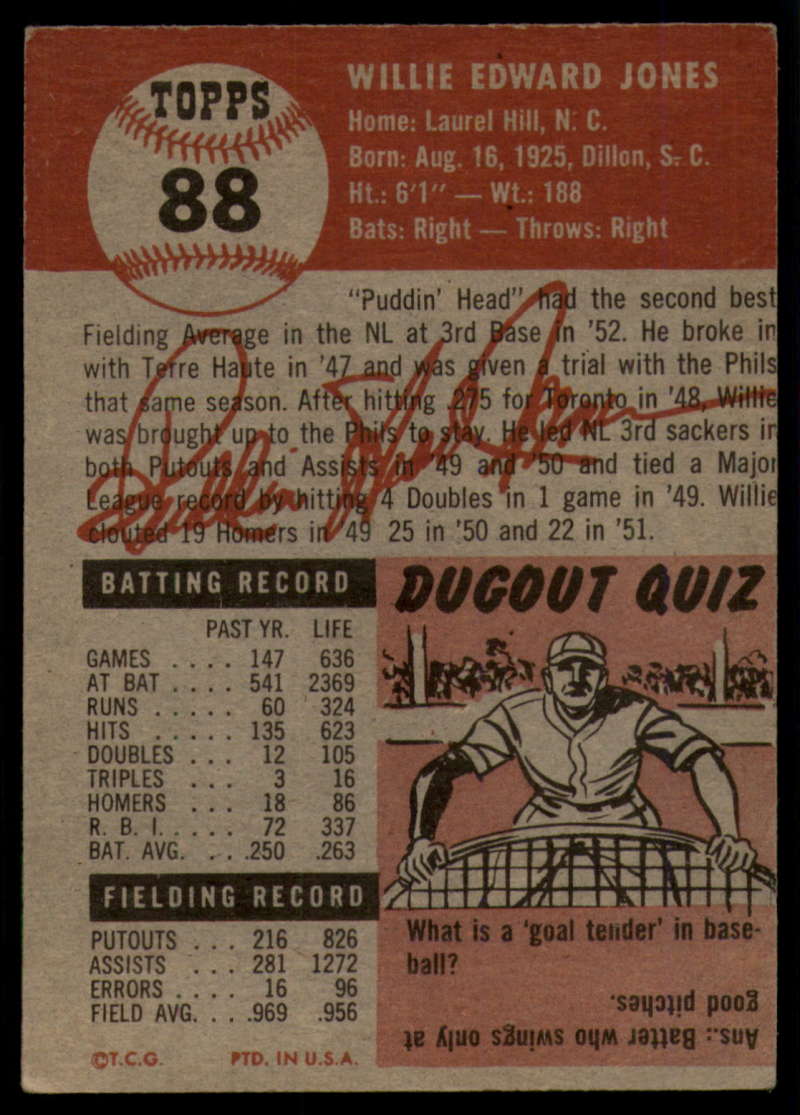 TOPPS
88
WILLIE EDWARD JONES
Home: Laurel Hill, N. C.
Born: Aug. 16, 1925, Dillon, S. C.
Ht.: 6'1" — Wt.: 188
Bats: Right — Throws: Right
"Puddin' Head" had the second best
Fielding Average in the NL at 3rd Base in '52. He broke in
with Terre Haute in '47 and was given a trial with the Phils
that same season. After hitting .275 for Toronto in '48, Willie
was brought up to the Phils to stay. He led NL 3rd sackers in
both Putouts and Assists in '49 and '50 and tied a Major
League record by hitting 4 Doubles in 1 game in '49. Willie
clouted 19 Homers in '49 25 in '50 and 22 in '51.
Willie Jones
BATTING RECORD
PAST YR. LIFE
GAMES .... 147 636
AT BAT .... 541 2369
RUNS ..... 60 324
HITS ..... 135 623
DOUBLES ... 12 105
TRIPLES ... 3 16
HOMERS ... 18 86
R. B. I. .... 72 337
BAT. AVG. ... .250 .263
FIELDING RECORD
PUTOUTS ... 216 826
ASSISTS ... 281 1272
ERRORS .... 16 96
FIELD AVG. ... .969 .956
©T.C.G. PTD. IN U.S.A.
DUGOUT QUIZ
What is a 'goal tender' in base-
ball?
Ans.: Batter who swings only at
good pitches.